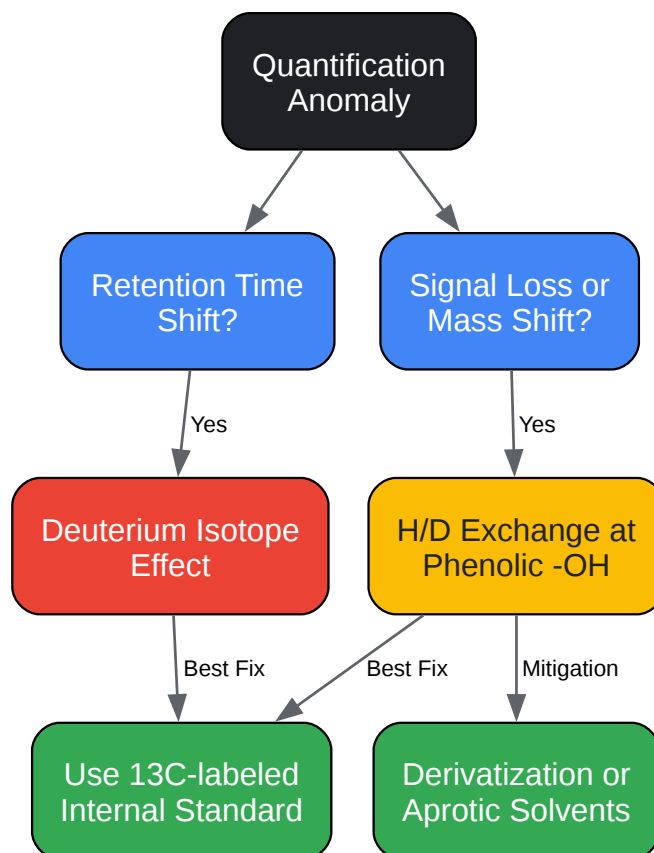 Quantification
Anomaly
Retention Time
Shift?
Signal Loss or
Mass Shift?
Yes
Yes
Deuterium Isotope
Effect
H/D Exchange at
Phenolic -OH
Best Fix
Best Fix
Mitigation
Use 13C-labeled
Internal Standard
Derivatization or
Aprotic Solvents